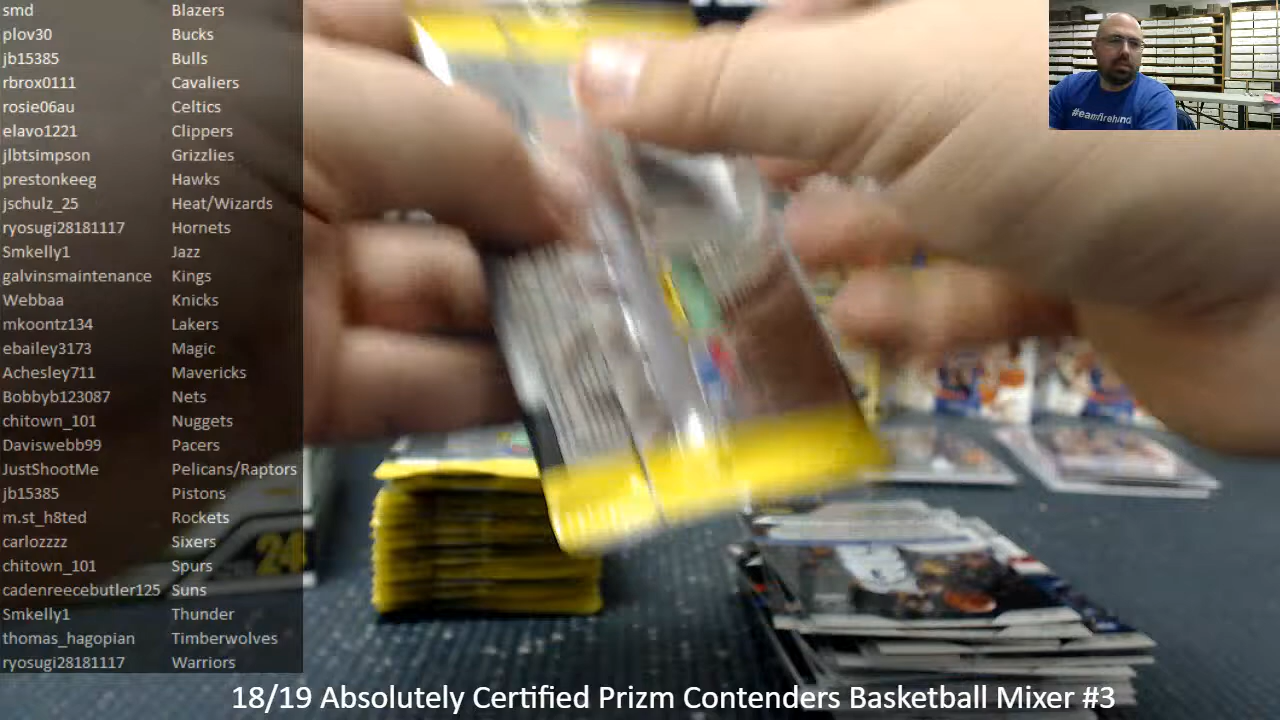 smd Blazers
plov30 Bucks
jb15385 Bulls
rbrox0111 Cavaliers
rosie06au Celtics
elavo1221 Clippers
jlbtsimpson Grizzlies
prestonkeeg Hawks
jschulz_25 Heat/Wizards
ryosugi28181117 Hornets
Smkelly1 Jazz
galvinsmaintenance Kings
Webbaa Knicks
mkoontz134 Lakers
ebailey3173 Magic
Achesley711 Mavericks
Bobbyb123087 Nets
chitown_101 Nuggets
Daviswebb99 Pacers
JustShootMe Pelicans/Raptors
jb15385 Pistons
m.st_h8ted Rockets
carlozzzz Sixers
chitown_101 Spurs
cadenreecebutler125 Suns
Smkelly1 Thunder
thomas_hagopian Timberwolves
ryosugi28181117 Warriors
#eamfirehand
24
18/19 Absolutely Certified Prizm Contenders Basketball Mixer #3